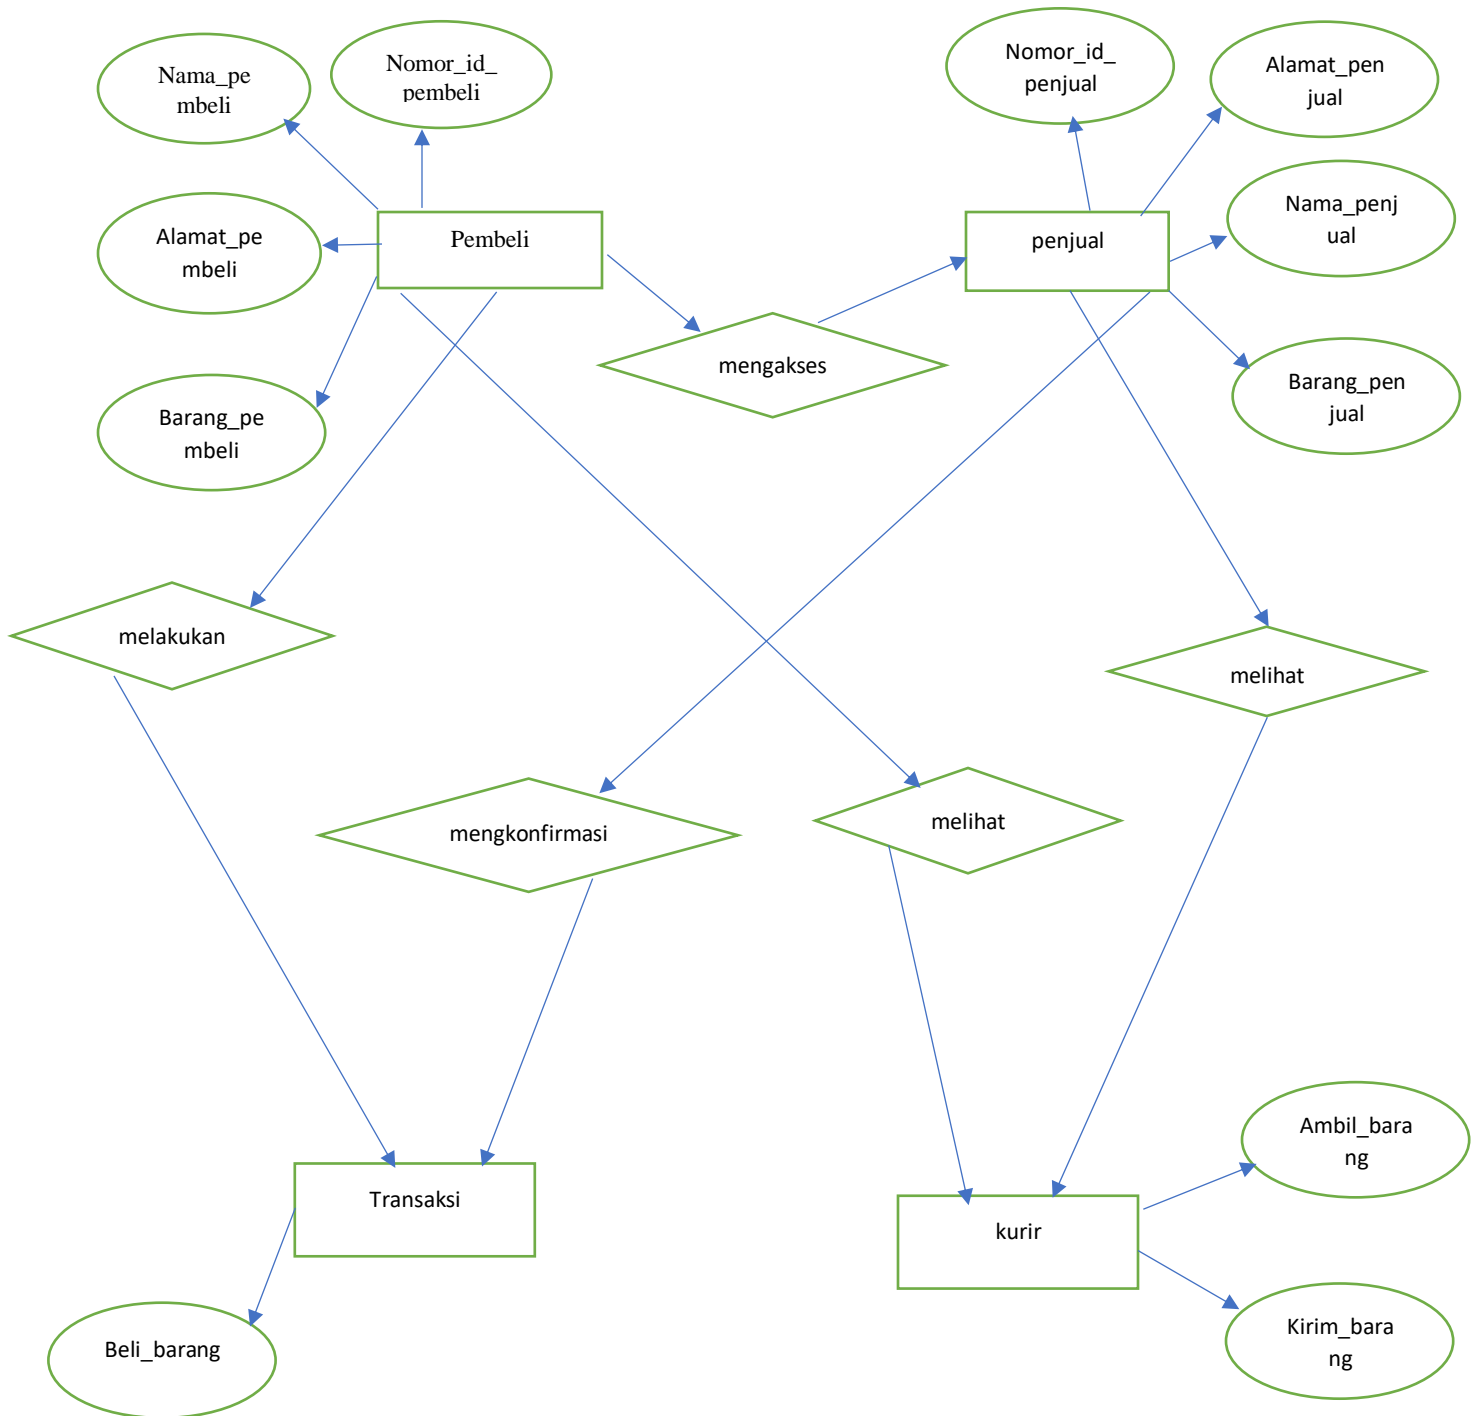 Nama_pe
mbeli
Nomor_id_
pembeli
Nomor_id_
penjual
Alamat_pen
jual
Alamat_pe
mbeli
Pembeli
penjual
Nama_penj
ual
mengakses
Barang_pe
mbeli
Barang_pen
jual
melakukan
melihat
mengkonfirmasi
melihat
Ambil_bara
ng
Transaksi
kurir
Beli_barang
Kirim_bara
ng